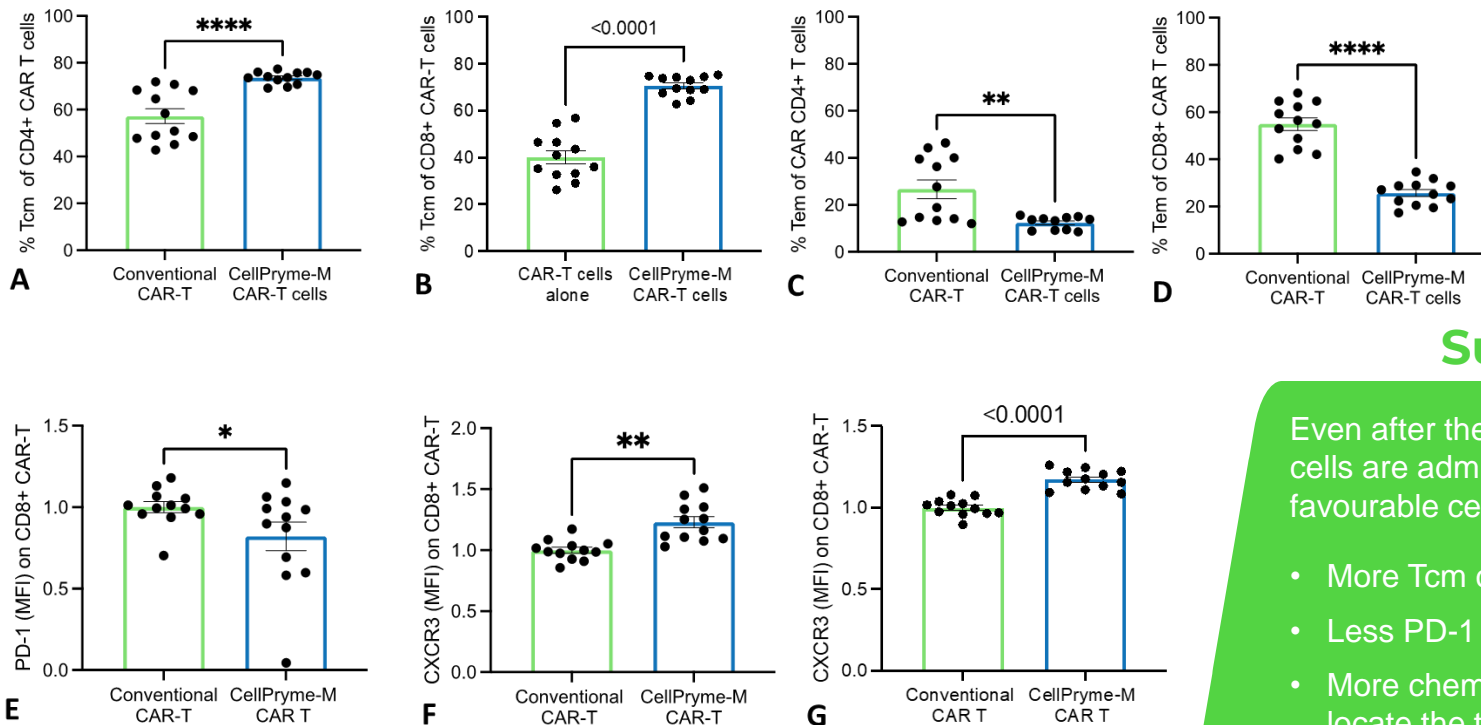 % Tcm of CD4+ CAR T cells
100
80
60
40
20
0
****
Conventional
CAR-T
CellPryme-M
CAR-T cells
A
% Tcm of CD8+ CAR-T cells
100
80
60
40
20
0
<0.0001
CAR-T cells
alone
CellPryme-M
CAR-T cells
B
% Tem of CAR CD4+ T cells
100
80
60
40
20
0
**
Conventional
CAR-T
CellPryme-M
CAR-T cells
C
% Tem of CD8+ CAR T cells
100
80
60
40
20
0
****
Conventional
CAR-T
CellPryme-M
CAR-T cells
D
PD-1 (MFI) on CD8+ CAR-T
1.5
1.0
0.5
0.0
*
Conventional
CAR-T
CellPryme-M
CAR T
E
CXCR3 (MFI) on CD8+ CAR-T
2.0
1.5
1.0
0.5
0.0
**
Conventional
CAR-T
CellPryme-M
CAR-T
F
CXCR3 (MFI) on CD8+ CAR-T
1.5
1.0
0.5
0.0
<0.0001
Conventional
CAR T
CellPryme-M
CAR T
G
Su
Even after the
cells are adm
favourable ce
• More Tcm
• Less PD-1
• More chem
locate the t